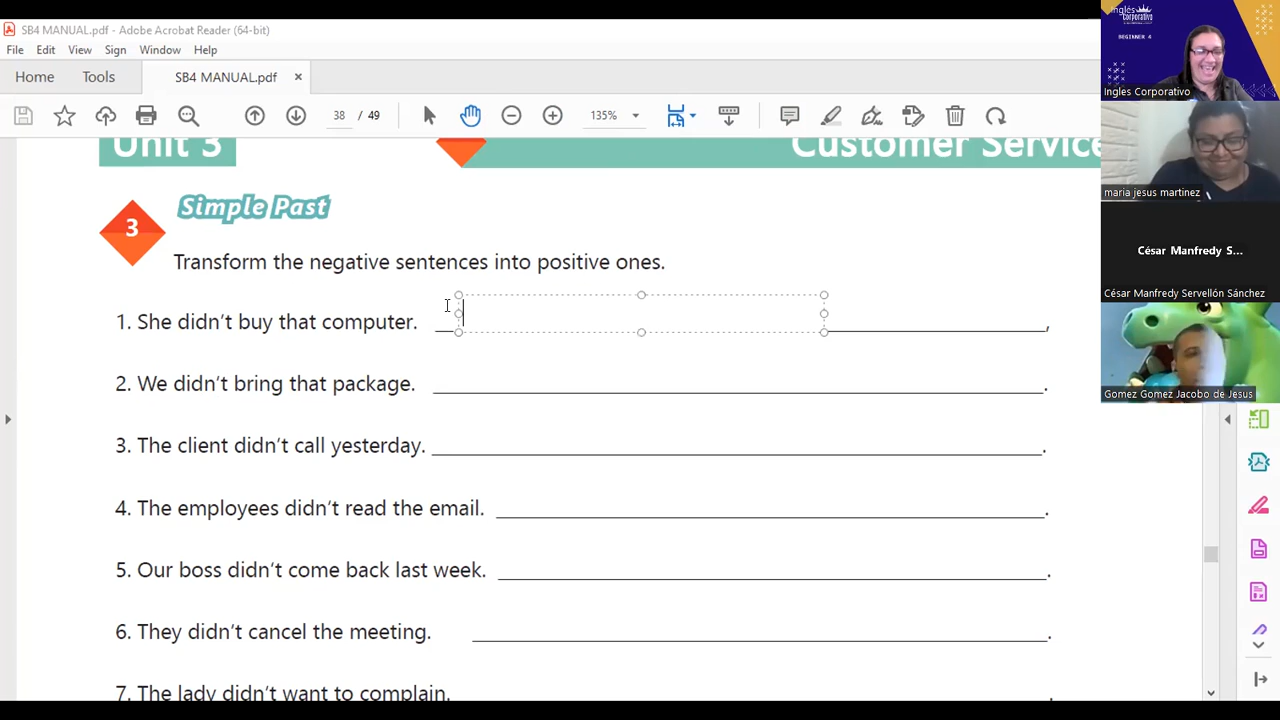 SB4 MANUAL.pdf - Adobe Acrobat Reader (64-bit)
File Edit View Sign Window Help
Home Tools SB4 MANUAL.pdf ×
38 / 49 135%
Unit 3 Customer Service
3 Simple Past
Transform the negative sentences into positive ones.
1. She didn't buy that computer. ,
2. We didn't bring that package. .
3. The client didn't call yesterday. .
4. The employees didn't read the email. .
5. Our boss didn't come back last week. .
6. They didn't cancel the meeting. .
7. The lady didn't want to complain. .
Inglés
Corporativo
BEGINNER 4
Ingles Corporativo
maria jesus martinez
César Manfredy S...
César Manfredy Servellón Sánchez
Gomez Gomez Jacobo de Jesus